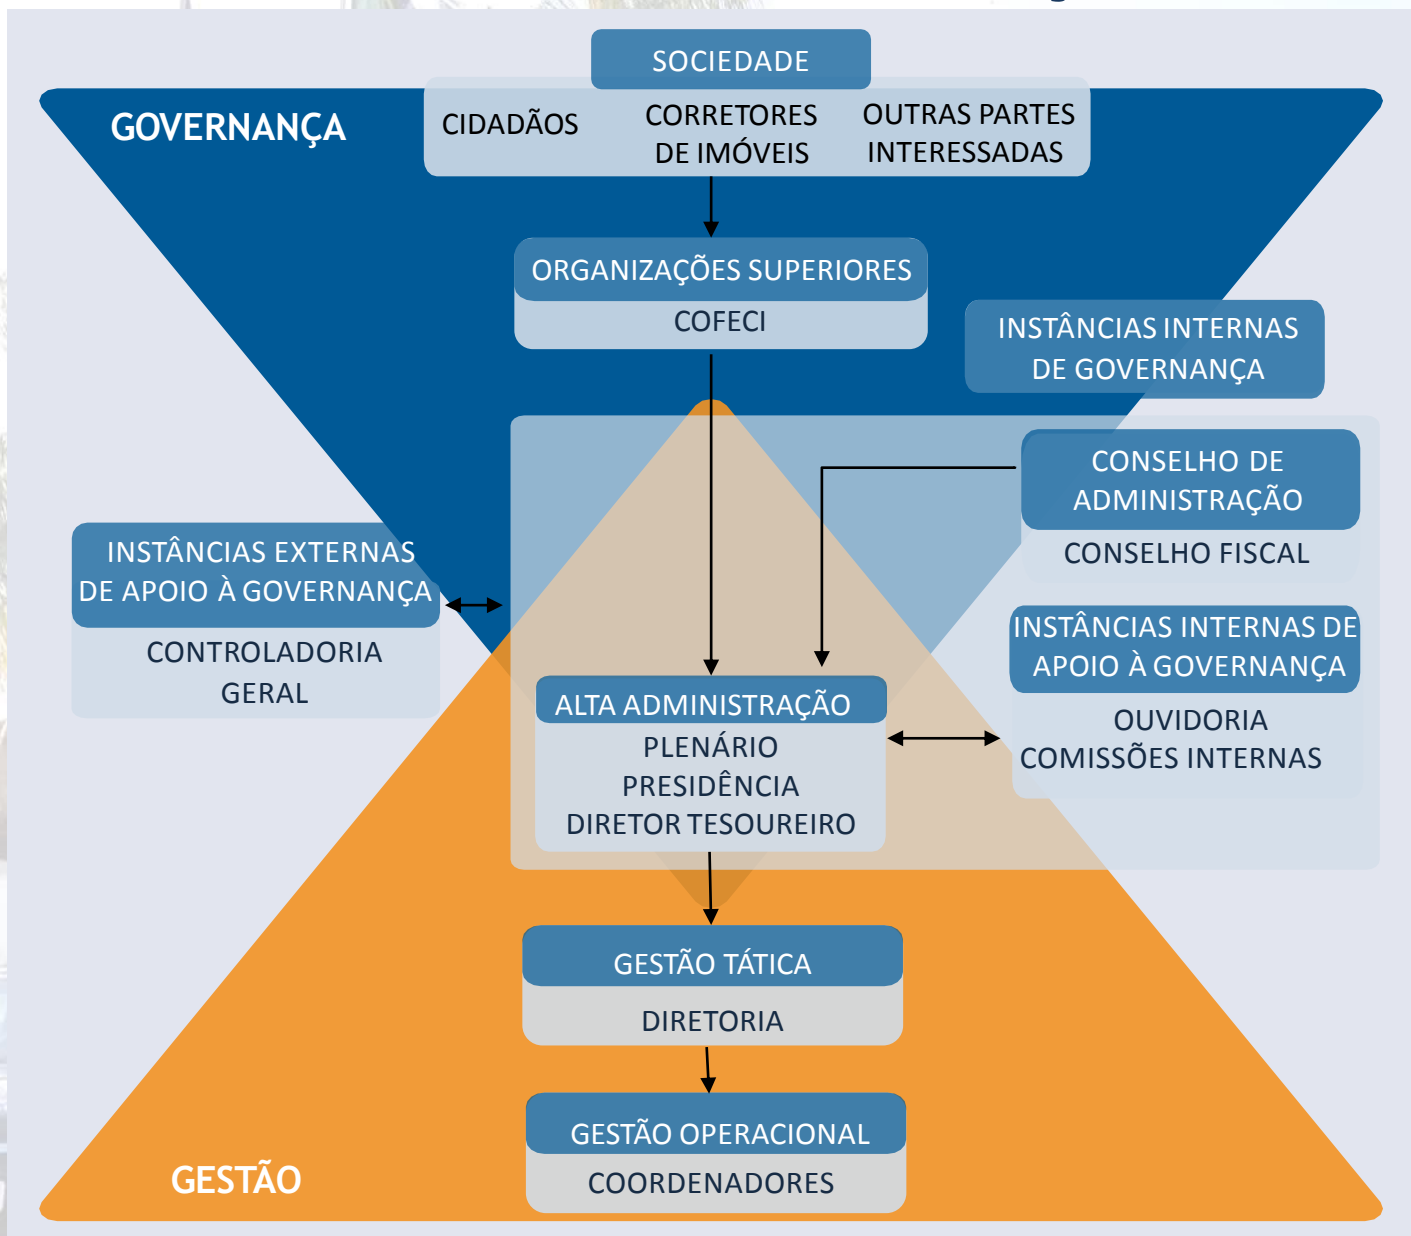 SOCIEDADE
GOVERNANÇA
CIDADÃOS
CORRETORES
DE IMÓVEIS
OUTRAS PARTES
INTERESSADAS
ORGANIZAÇÕES SUPERIORES
COFECI
INSTÂNCIAS INTERNAS
DE GOVERNANÇA
CONSELHO DE
ADMINISTRAÇÃO
CONSELHO FISCAL
INSTÂNCIAS EXTERNAS
DE APOIO À GOVERNANÇA
CONTROLADORIA
GERAL
INSTÂNCIAS INTERNAS DE
APOIO À GOVERNANÇA
OUVIDORIA
COMISSÕES INTERNAS
ALTA ADMINISTRAÇÃO
PLENÁRIO
PRESIDÊNCIA
DIRETOR TESOUREIRO
GESTÃO TÁTICA
DIRETORIA
GESTÃO OPERACIONAL
COORDENADORES
GESTÃO